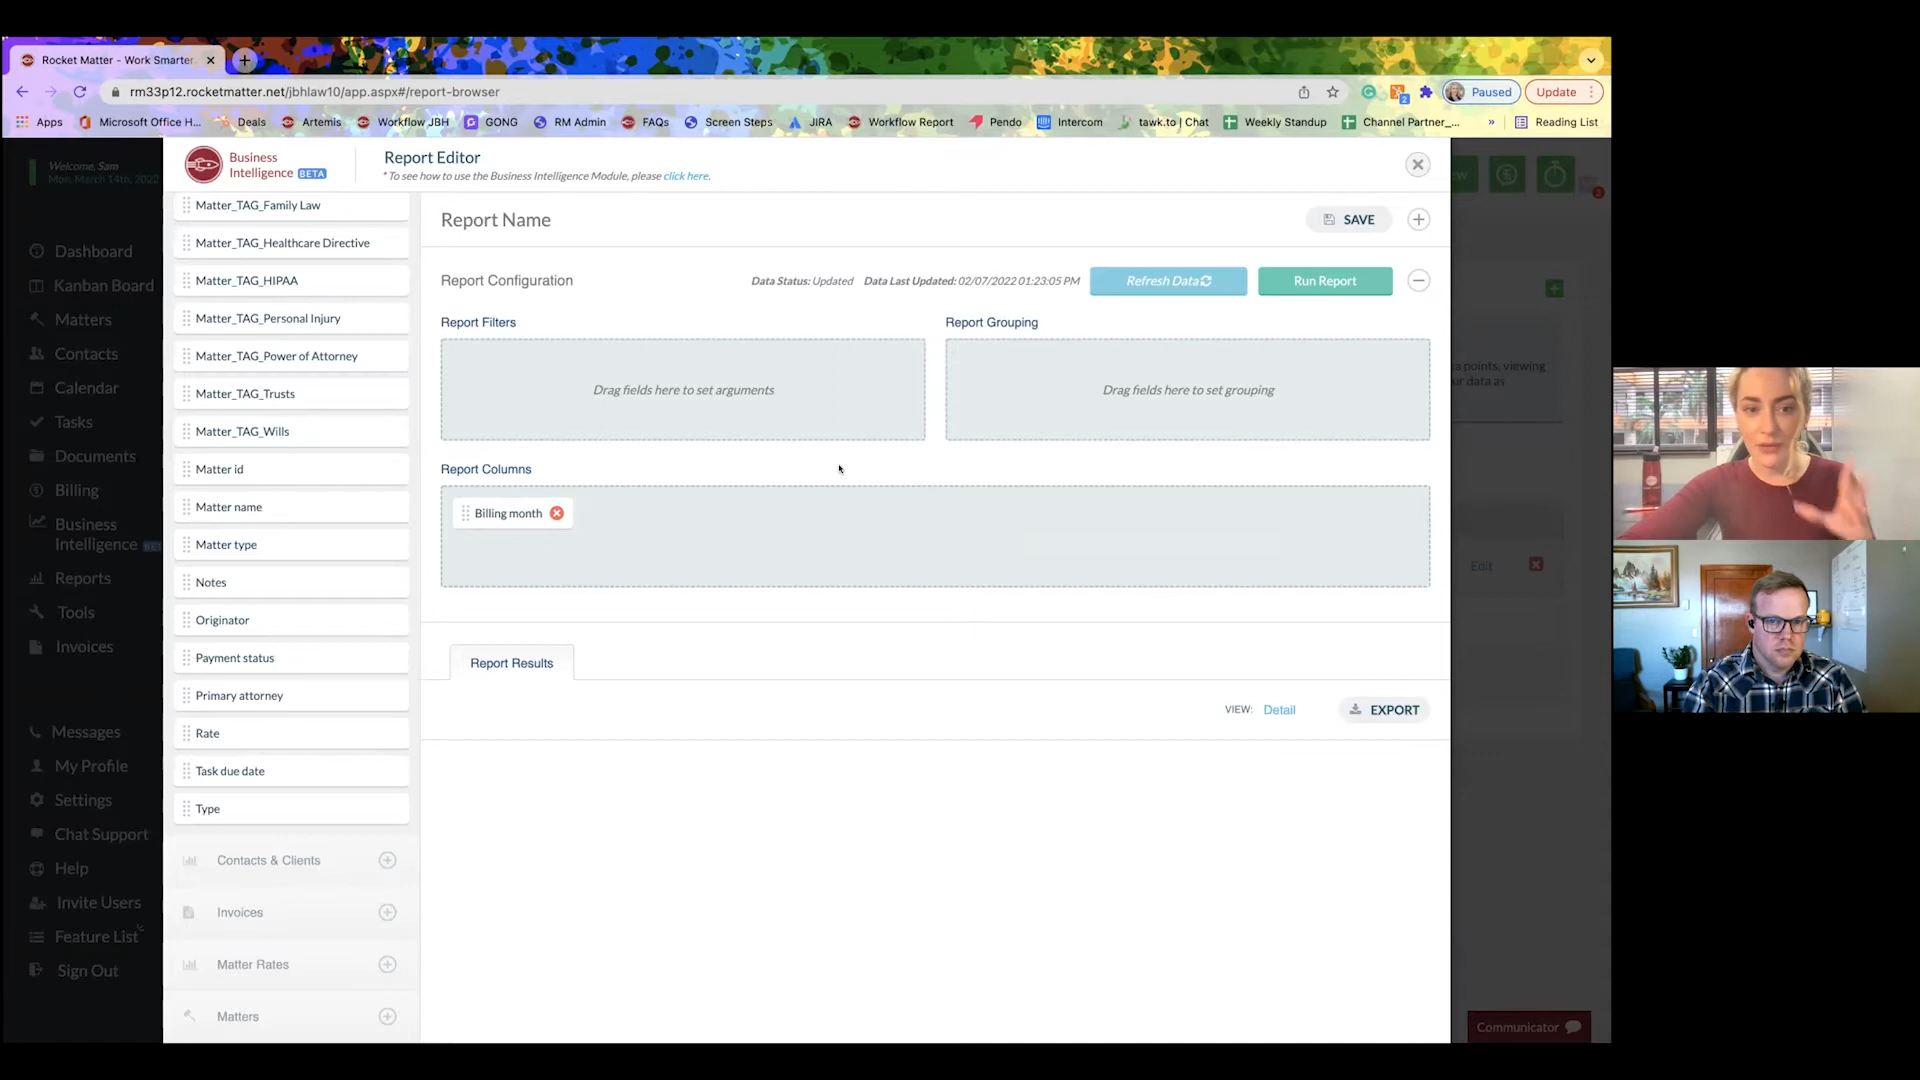 Rocket Matter - Work Smarter
rm33p12.rocketmatter.net/jbhlaw10/app.aspx#/report-browser
Paused
Update
Apps
Microsoft Office H...
Deals
Artemis
Workflow JBH
GONG
RM Admin
FAQs
Screen Steps
JIRA
Workflow Report
Pendo
Intercom
tawk.to | Chat
Weekly Standup
Channel Partner_...
»
Reading List
Welcome, Sam
Mon, March 14th, 2022
Dashboard
Kanban Board
Matters
Contacts
Calendar
Tasks
Documents
Billing
Business
Intelligence BE
Reports
Tools
Invoices
Messages
My Profile
Settings
Chat Support
Help
Invite Users
Feature List
Sign Out
Business
Intelligence BETA
Report Editor
* To see how to use the Business Intelligence Module, please click here.
Matter_TAG_Family Law
Matter_TAG_Healthcare Directive
Matter_TAG_HIPAA
Matter_TAG_Personal Injury
Matter_TAG_Power of Attorney
Matter_TAG_Trusts
Matter_TAG_Wills
Matter id
Matter name
Matter type
Notes
Originator
Payment status
Primary attorney
Rate
Task due date
Type
Contacts & Clients
Invoices
Matter Rates
Matters
Report Name
SAVE
Report Configuration
Data Status: Updated Data Last Updated: 02/07/2022 01:23:05 PM
Refresh Data
Run Report
Report Filters
Drag fields here to set arguments
Report Grouping
Drag fields here to set grouping
Report Columns
Billing month
Report Results
VIEW: Detail
EXPORT
w
2
2
a points, viewing
ur data as
Edit
Communicator